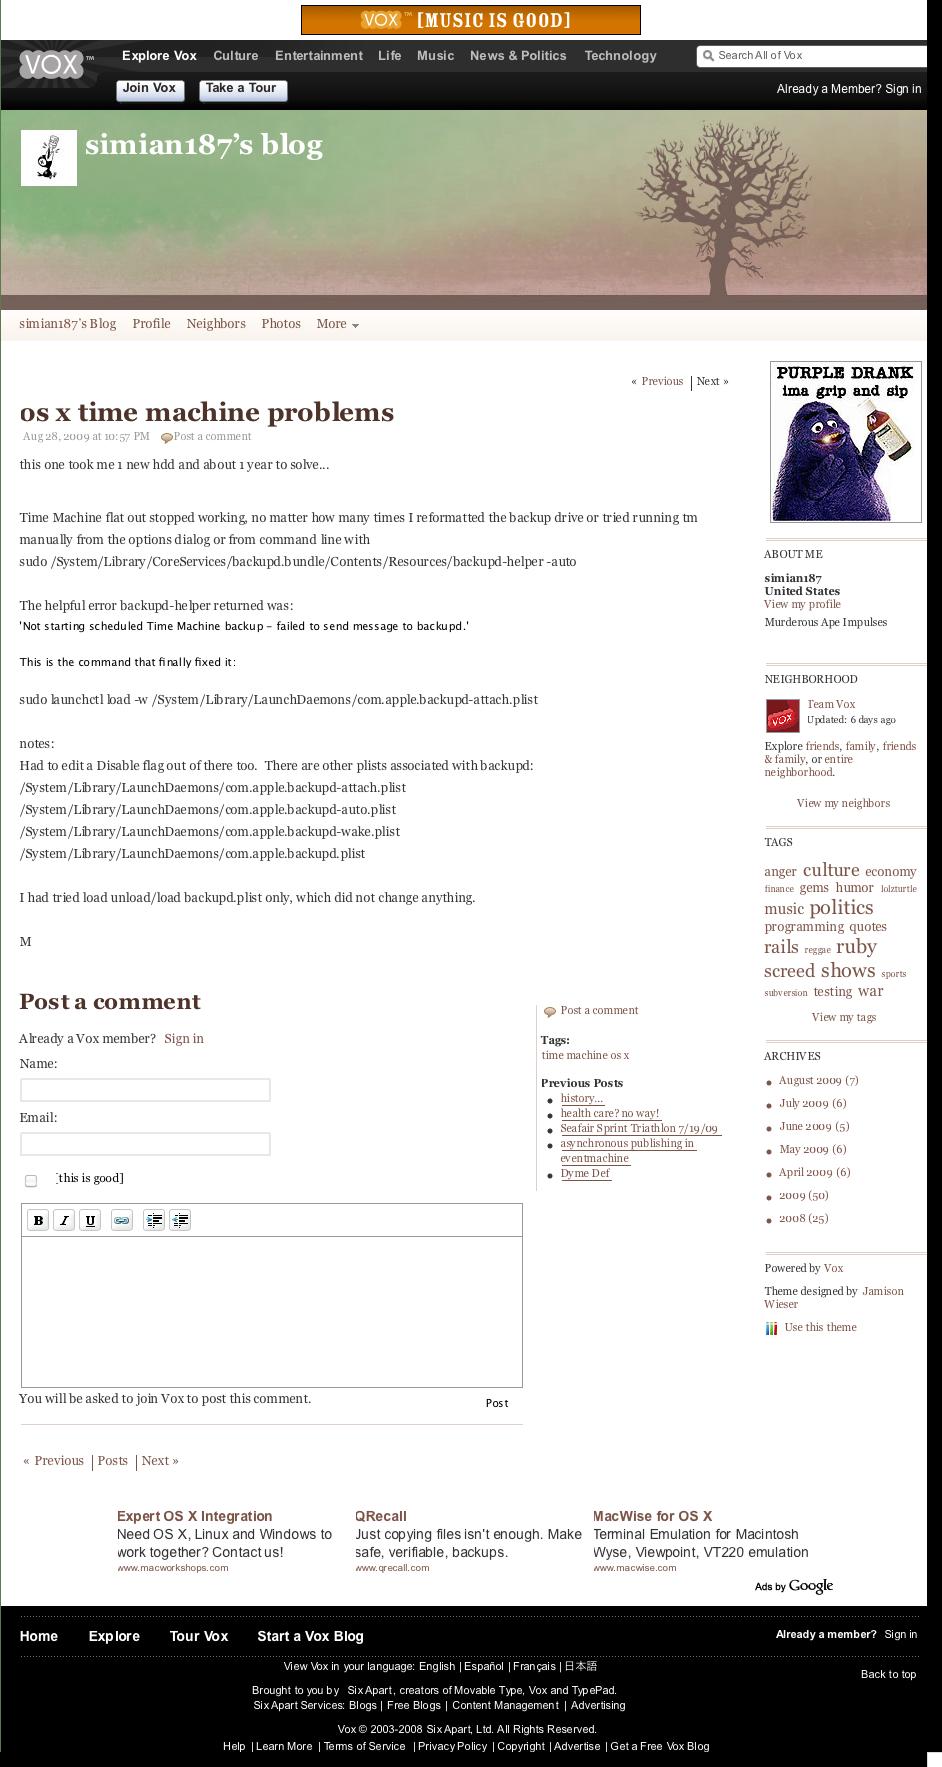 VOX™ [MUSIC IS GOOD]
VOX™
Explore Vox Culture Entertainment Life Music News & Politics Technology
Search All of Vox
Join Vox Take a Tour
Already a Member? Sign in
simian187's blog
simian187's Blog Profile Neighbors Photos More
« Previous | Next »
os x time machine problems
Aug 28, 2009 at 10:57 PM Post a comment
this one took me 1 new hdd and about 1 year to solve...
Time Machine flat out stopped working, no matter how many times I reformatted the backup drive or tried running tm
manually from the options dialog or from command line with
sudo /System/Library/CoreServices/backupd.bundle/Contents/Resources/backupd-helper -auto
The helpful error backupd-helper returned was:
'Not starting scheduled Time Machine backup – failed to send message to backupd.'
This is the command that finally fixed it:
sudo launchctl load -w /System/Library/LaunchDaemons/com.apple.backupd-attach.plist
notes:
Had to edit a Disable flag out of there too.  There are other plists associated with backupd:
/System/Library/LaunchDaemons/com.apple.backupd-attach.plist
/System/Library/LaunchDaemons/com.apple.backupd-auto.plist
/System/Library/LaunchDaemons/com.apple.backupd-wake.plist
/System/Library/LaunchDaemons/com.apple.backupd.plist
I had tried load unload/load backupd.plist only, which did not change anything.
M
Post a comment
Already a Vox member? Sign in
Name:
Email:
[this is good]
B I U
You will be asked to join Vox to post this comment.
Post
« Previous | Posts | Next »
Post a comment
Tags:
time machine os x
Previous Posts
history...
health care? no way!
Seafair Sprint Triathlon 7/19/09
asynchronous publishing in
eventmachine
Dyme Def
PURPLE DRANK
ima grip and sip
ABOUT ME
simian187
United States
View my profile
Murderous Ape Impulses
NEIGHBORHOOD
VOX
Team Vox
Updated: 6 days ago
Explore friends, family, friends
& family, or entire
neighborhood.
View my neighbors
TAGS
anger culture economy
finance gems humor lolzturtle
music politics
programming quotes
rails reggae ruby
screed shows sports
subversion testing war
View my tags
ARCHIVES
August 2009 (7)
July 2009 (6)
June 2009 (5)
May 2009 (6)
April 2009 (6)
2009 (50)
2008 (25)
Powered by Vox
Theme designed by Jamison
Wieser
Use this theme
Expert OS X Integration
Need OS X, Linux and Windows to
work together? Contact us!
www.macworkshops.com
QRecall
Just copying files isn't enough. Make
safe, verifiable, backups.
www.qrecall.com
MacWise for OS X
Terminal Emulation for Macintosh
Wyse, Viewpoint, VT220 emulation
www.macwise.com
Ads by Google
Home Explore Tour Vox Start a Vox Blog
Already a member? Sign in
View Vox in your language: English | Español | Français | 日本語
Back to top
Brought to you by Six Apart, creators of Movable Type, Vox and TypePad.
Six Apart Services: Blogs | Free Blogs | Content Management | Advertising
Vox © 2003-2008 Six Apart, Ltd. All Rights Reserved.
Help | Learn More | Terms of Service | Privacy Policy | Copyright | Advertise | Get a Free Vox Blog